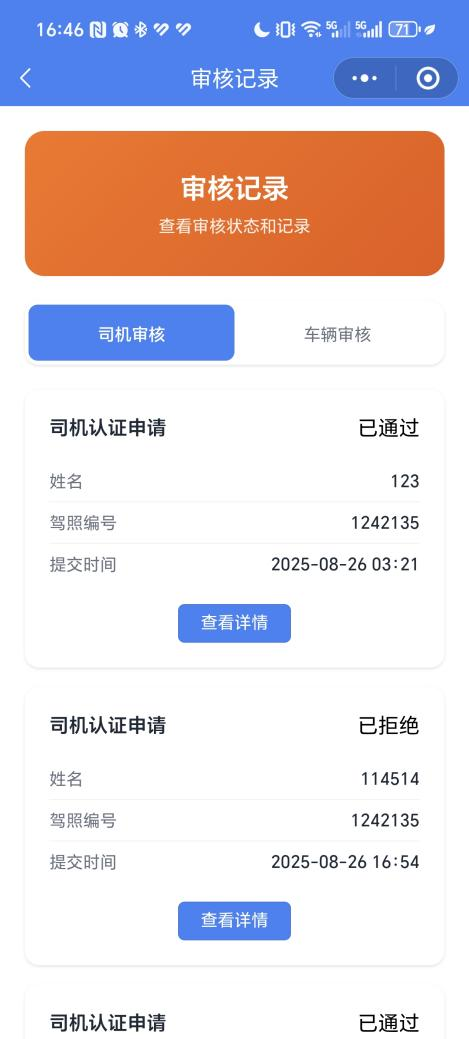 16:46 5G 5G 71
审核记录
审核记录
查看审核状态和记录
司机审核 车辆审核
司机认证申请 已通过
姓名 123
驾照编号 1242135
提交时间 2025-08-26 03:21
查看详情
司机认证申请 已拒绝
姓名 114514
驾照编号 1242135
提交时间 2025-08-26 16:54
查看详情
司机认证申请 已通过